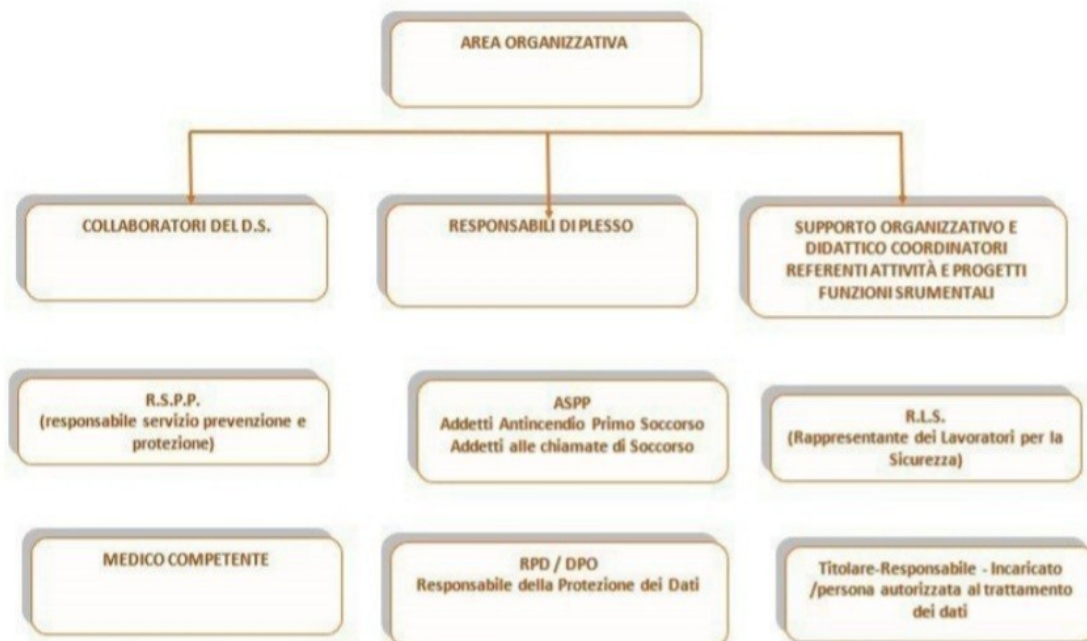 AREA ORGANIZZATIVA
COLLABORATORI DEL D.S.
RESPONSABILI DI PLESSO
SUPPORTO ORGANIZZATIVO E
DIDATTICO COORDINATORI
REFERENTI ATTIVITÀ E PROGETTI
FUNZIONI SRUMENTALI
R.S.P.P.
(responsabile servizio prevenzione e
protezione)
ASPP
Addetti Antincendio Primo Soccorso
Addetti alle chiamate di Soccorso
R.L.S.
(Rappresentante dei Lavoratori per la
Sicurezza)
MEDICO COMPETENTE
RPD / DPO
Responsabile della Protezione dei Dati
Titolare-Responsabile - Incaricato
/persona autorizzata al trattamento
dei dati